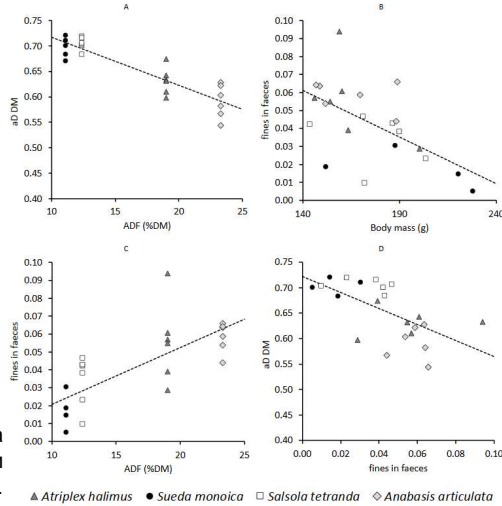 A
0.75
0.70
0.65
0.60
0.55
0.50
0.45
0.40
aD DM
10 15 20 25
ADF (%DM)
B
0.10
0.09
0.08
0.07
0.06
0.05
0.04
0.03
0.02
0.01
0.00
fines in faeces
140 190 240
Body mass (g)
C
0.10
0.09
0.08
0.07
0.06
0.05
0.04
0.03
0.02
0.01
0.00
fines in faeces
10 15 20 25
ADF (%DM)
D
0.75
0.70
0.65
0.60
0.55
0.50
0.45
0.40
aD DM
0.00 0.02 0.04 0.06 0.08 0.10
fines in faeces
Atriplex halimus Sueda monoica Salsola tetranda Anabasis articulata